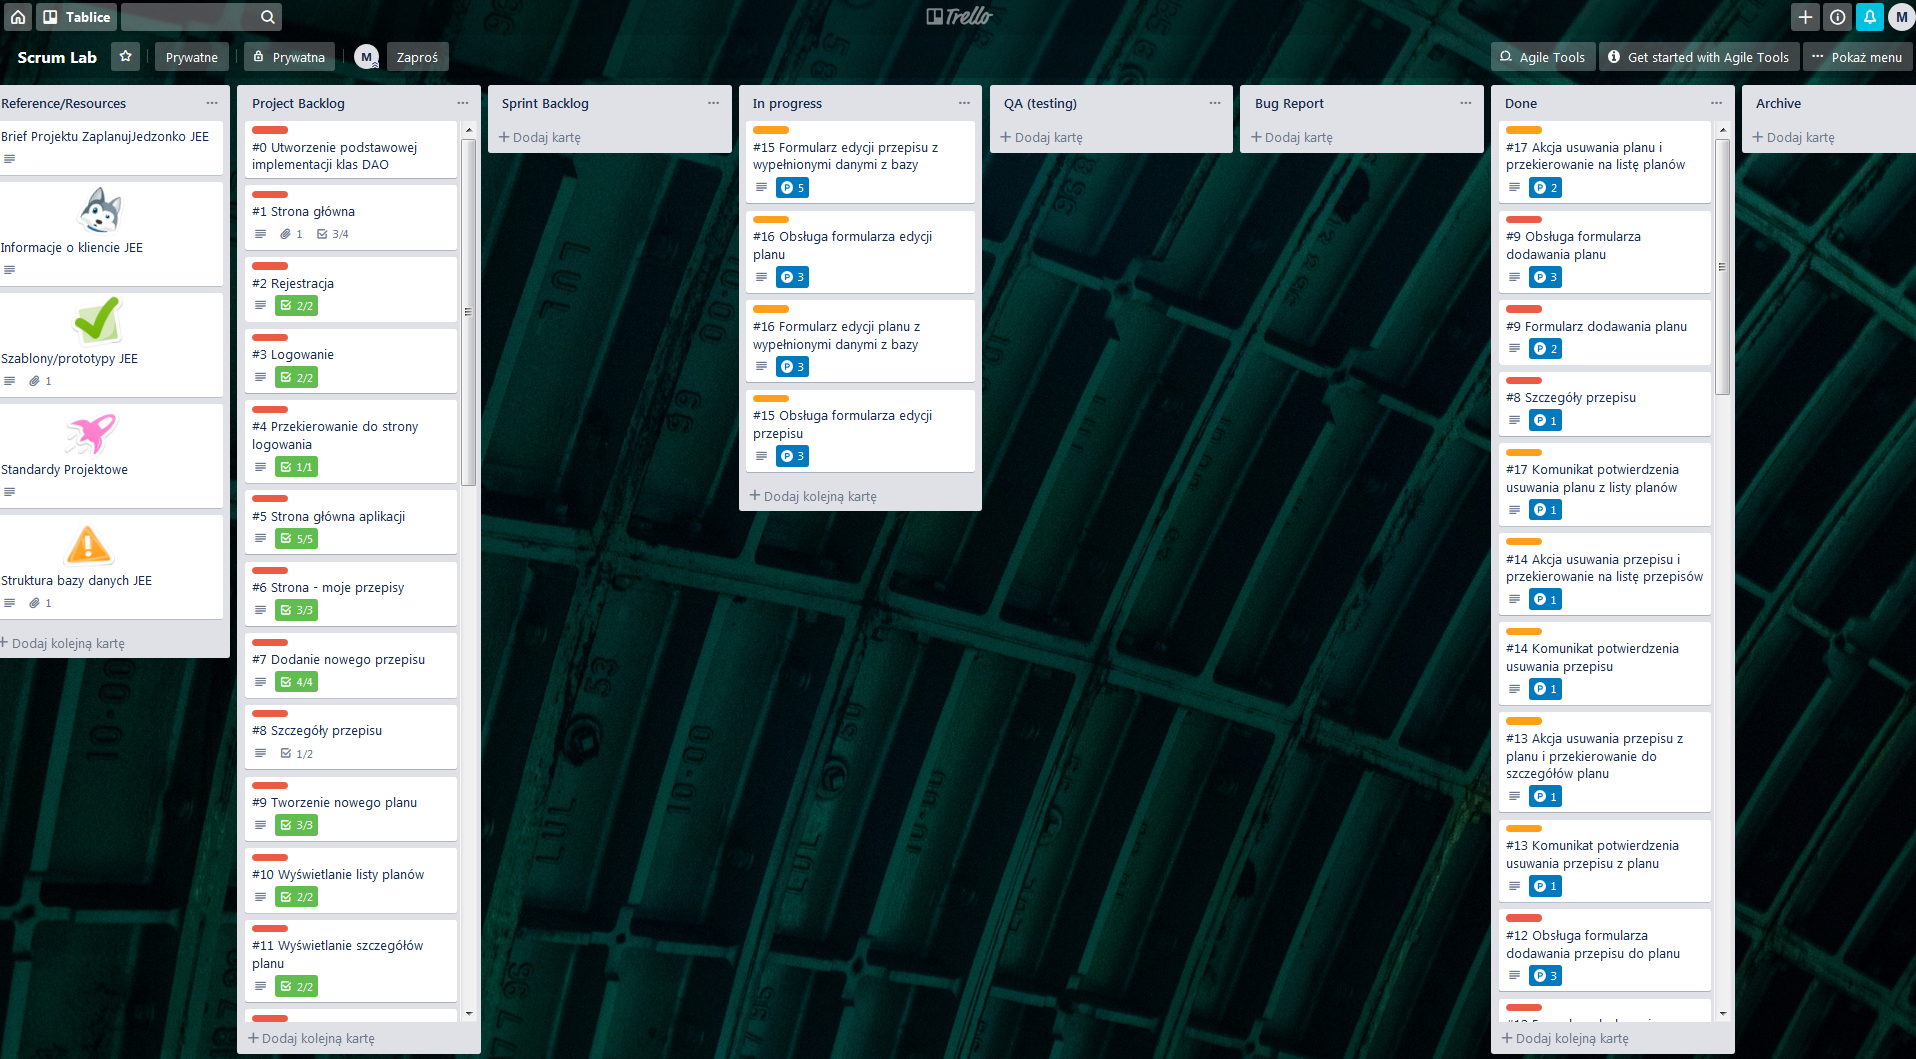 Tablice
Trello
M
Scrum Lab
Prywatne
Prywatna
M
Zaproś
Agile Tools
Get started with Agile Tools
Pokaż menu
Reference/Resources
Brief Projektu ZaplanujJedzonko JEE
Informacje o kliencie JEE
Szablony/prototypy JEE
1
Standardy Projektowe
Struktura bazy danych JEE
1
+ Dodaj kolejną kartę
Project Backlog
#0 Utworzenie podstawowej
implementacji klas DAO
#1 Strona główna
1 3/4
#2 Rejestracja
2/2
#3 Logowanie
2/2
#4 Przekierowanie do strony
logowania
1/1
#5 Strona główna aplikacji
5/5
#6 Strona - moje przepisy
3/3
#7 Dodanie nowego przepisu
4/4
#8 Szczegóły przepisu
1/2
#9 Tworzenie nowego planu
3/3
#10 Wyświetlanie listy planów
2/2
#11 Wyświetlanie szczegółów
planu
2/2
+ Dodaj kolejną kartę
Sprint Backlog
+ Dodaj kartę
In progress
#15 Formularz edycji przepisu z
wypełnionymi danymi z bazy
P 5
#16 Obsługa formularza edycji
planu
P 3
#16 Formularz edycji planu z
wypełnionymi danymi z bazy
P 3
#15 Obsługa formularza edycji
przepisu
P 3
+ Dodaj kolejną kartę
QA (testing)
+ Dodaj kartę
Bug Report
+ Dodaj kartę
Done
#17 Akcja usuwania planu i
przekierowanie na listę planów
P 2
#9 Obsługa formularza
dodawania planu
P 3
#9 Formularz dodawania planu
P 2
#8 Szczegóły przepisu
P 1
#17 Komunikat potwierdzenia
usuwania planu z listy planów
P 1
#14 Akcja usuwania przepisu i
przekierowanie na listę przepisów
P 1
#14 Komunikat potwierdzenia
usuwania przepisu
P 1
#13 Akcja usuwania przepisu z
planu i przekierowanie do
szczegółów planu
P 1
#13 Komunikat potwierdzenia
usuwania przepisu z planu
P 1
#12 Obsługa formularza
dodawania przepisu do planu
P 3
+ Dodaj kolejną kartę
Archive
+ Dodaj kartę